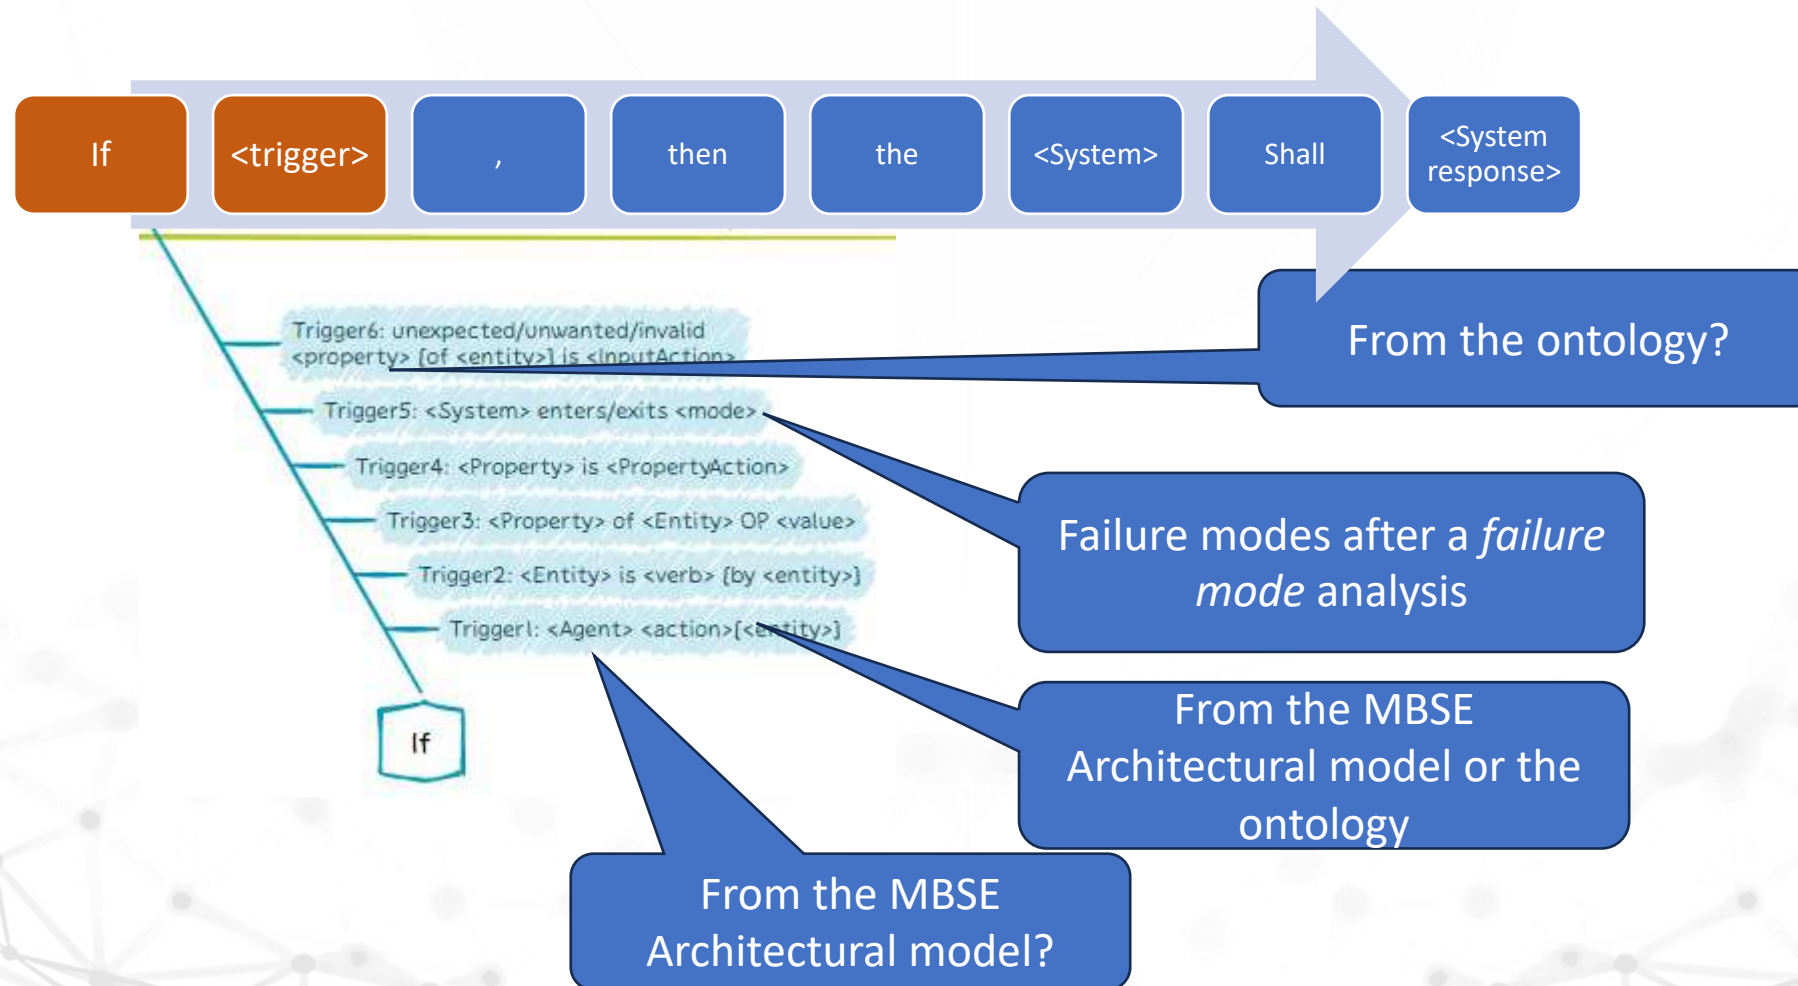 If
<trigger>
,
then
the
<System>
Shall
<System
response>
Trigger6: unexpected/unwanted/invalid
<property> [of <entity>] is <InputAction>
From the ontology?
Trigger5: <System> enters/exits <mode>
Trigger4: <Property> is <PropertyAction>
Trigger3: <Property> of <Entity> OP <value>
Trigger2: <Entity> is <verb> [by <entity>]
Trigger1: <Agent> <action>[<entity>]
If
Failure modes after a failure
mode analysis
From the MBSE
Architectural model or the
ontology
From the MBSE
Architectural model?